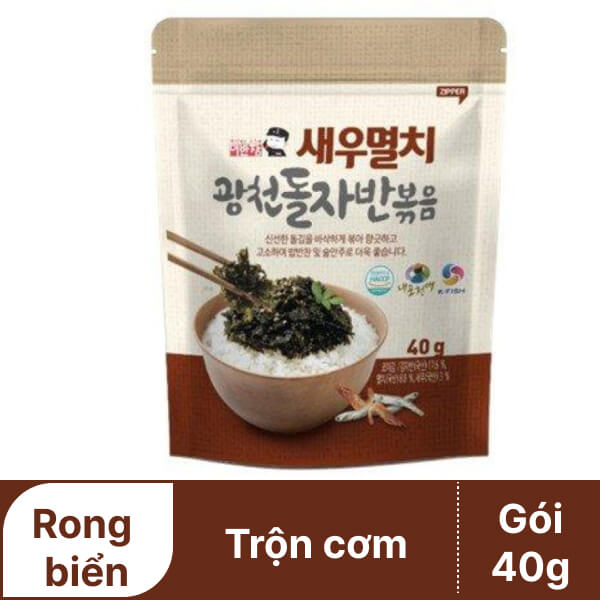 ZIPPER
새우멸치
광천돌자반볶음
신선한 돌김을 바삭하게 볶아 향긋하고
고소하여 밥반찬 및 술안주로 더욱 좋습니다.
HACCP
K·FISH
40 g
Rong
biển
Trộn cơm
Gói
40g